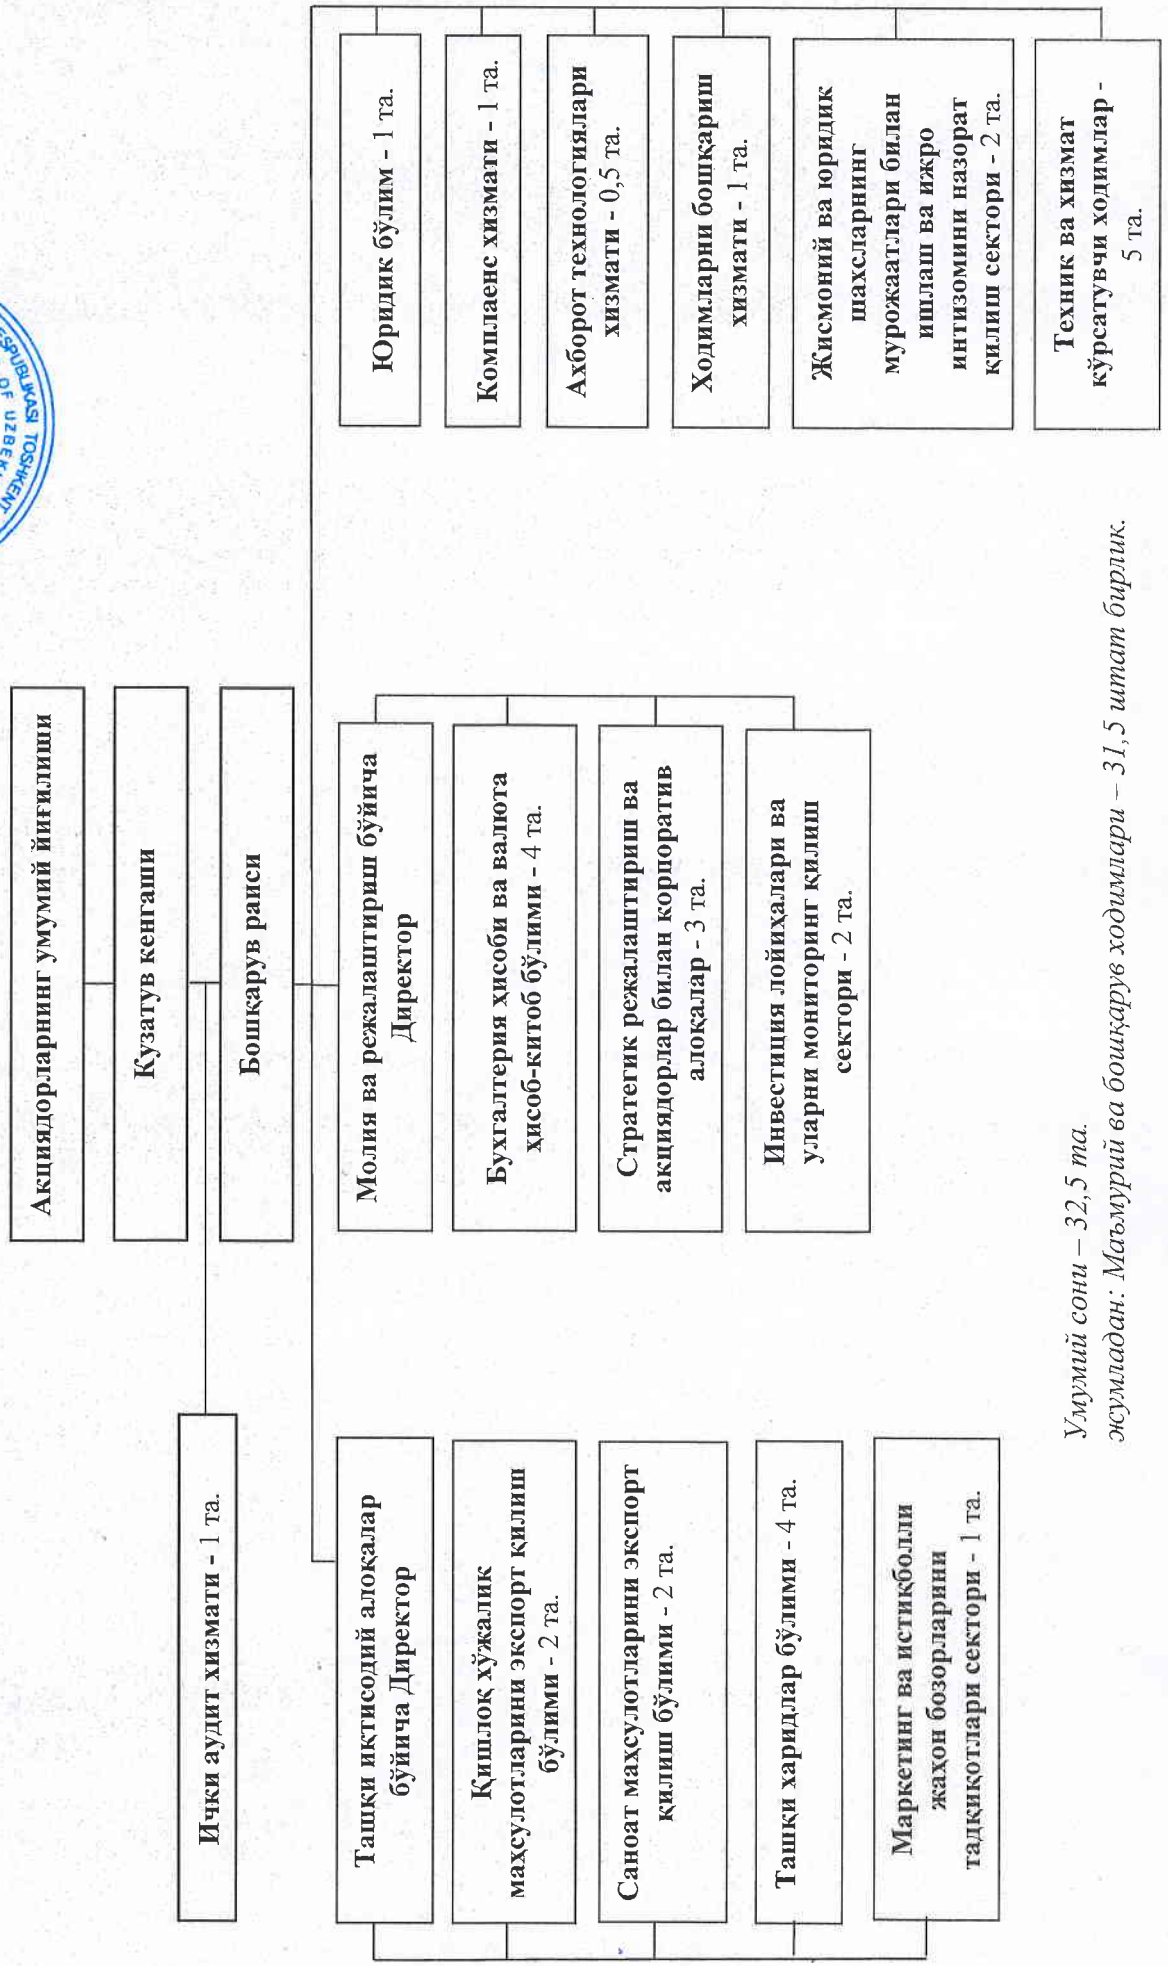 ESPUBLIKASI TOSHKENT
OF UZBEKI
Акциядорларнинг умумий йиғилиши
Кузатув кенгаши
Ички аудит хизмати - 1 та.
Бошқарув раиси
Ташқи иқтисодий алоқалар
бўйича Директор
Қишлоқ хўжалик
маҳсулотларини экспорт қилиш
бўлими - 2 та.
Саноат маҳсулотларини экспорт
қилиш бўлими - 2 та.
Ташқи харидлар бўлими - 4 та.
Маркетинг ва истиқболли
жаҳон бозорларини
тадқиқотлари сектори - 1 та.
Молия ва режалаштириш бўйича
Директор
Бухгалтерия ҳисоби ва валюта
ҳисоб-китоб бўлими - 4 та.
Стратегик режалаштириш ва
акциядорлар билан корпоратив
алоқалар - 3 та.
Инвестиция лойиҳалари ва
уларни мониторинг қилиш
сектори - 2 та.
Юридик бўлим - 1 та.
Комплаенс хизмати - 1 та.
Ахборот технологиялари
хизмати - 0,5 та.
Ходимларни бошқариш
хизмати - 1 та.
Жисмоний ва юридик
шахсларнинг
мурожаатлари билан
ишлаш ва ижро
интизомини назорат
қилиш сектори - 2 та.
Техник ва хизмат
кўрсатувчи ходимлар -
5 та.
Умумий сони – 32,5 та.
жумладан: Маъмурий ва бошқарув ходимлари – 31,5 штат бирлик.